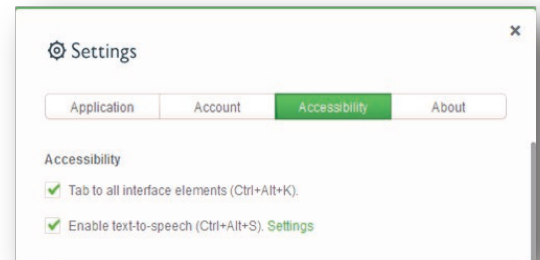 Settings
Application Account Accessibility About
Accessibility
Tab to all interface elements (Ctrl+Alt+K).
Enable text-to-speech (Ctrl+Alt+S). Settings